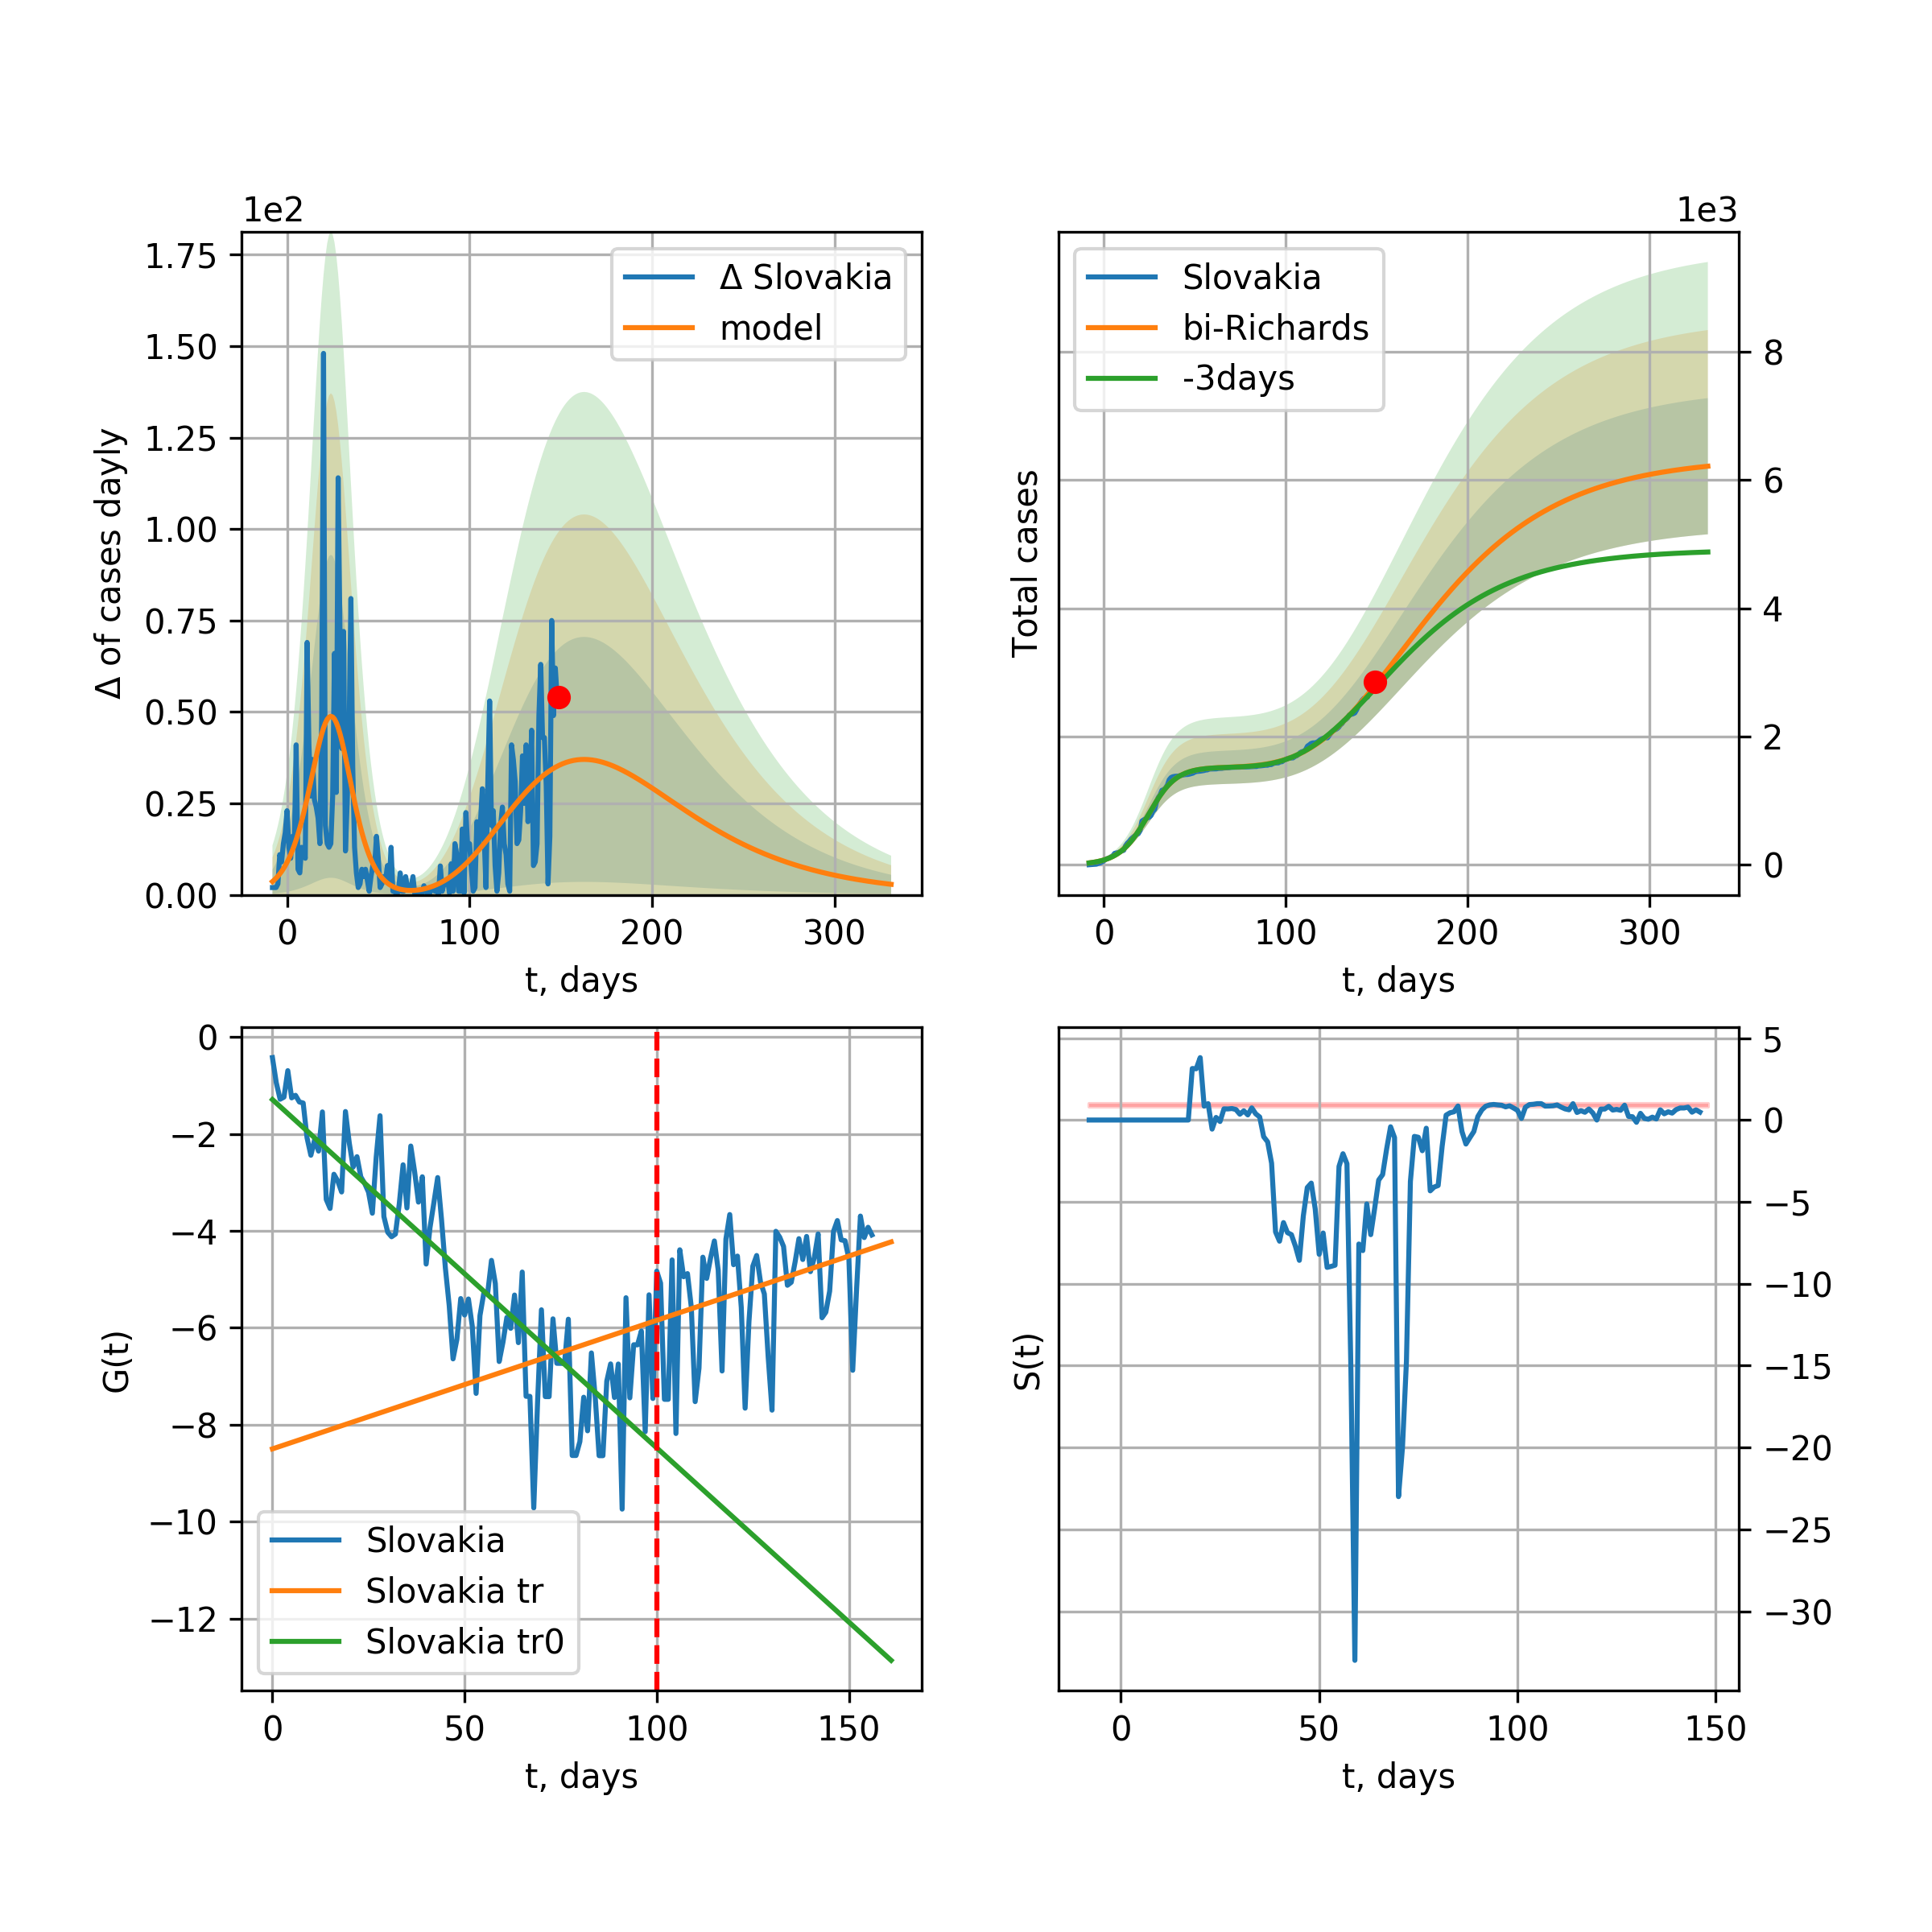 1e2
1.75
1.50
1.25
1.00
0.75
0.50
0.25
0.00
Δ of cases dayly
0 100 200 300
t, days
Δ Slovakia
model
1e3
Slovakia
bi-Richards
-3days
Total cases
8
6
4
2
0
0 100 200 300
t, days
0
−2
−4
−6
−8
−10
−12
G(t)
Slovakia
Slovakia tr
Slovakia tr0
0 50 100 150
t, days
S(t)
5
0
−5
−10
−15
−20
−25
−30
0 50 100 150
t, days